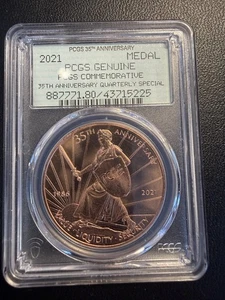 PCGS 35TH ANNIVERSARY
2021 MEDAL
PCGS GENUINE
PCGS COMMEMORATIVE
35TH ANNIVERSARY QUARTERLY SPECIAL
887771.80/43715225
35TH ANNIVERSARY
1986 202
LIQUIDITY
PCGS